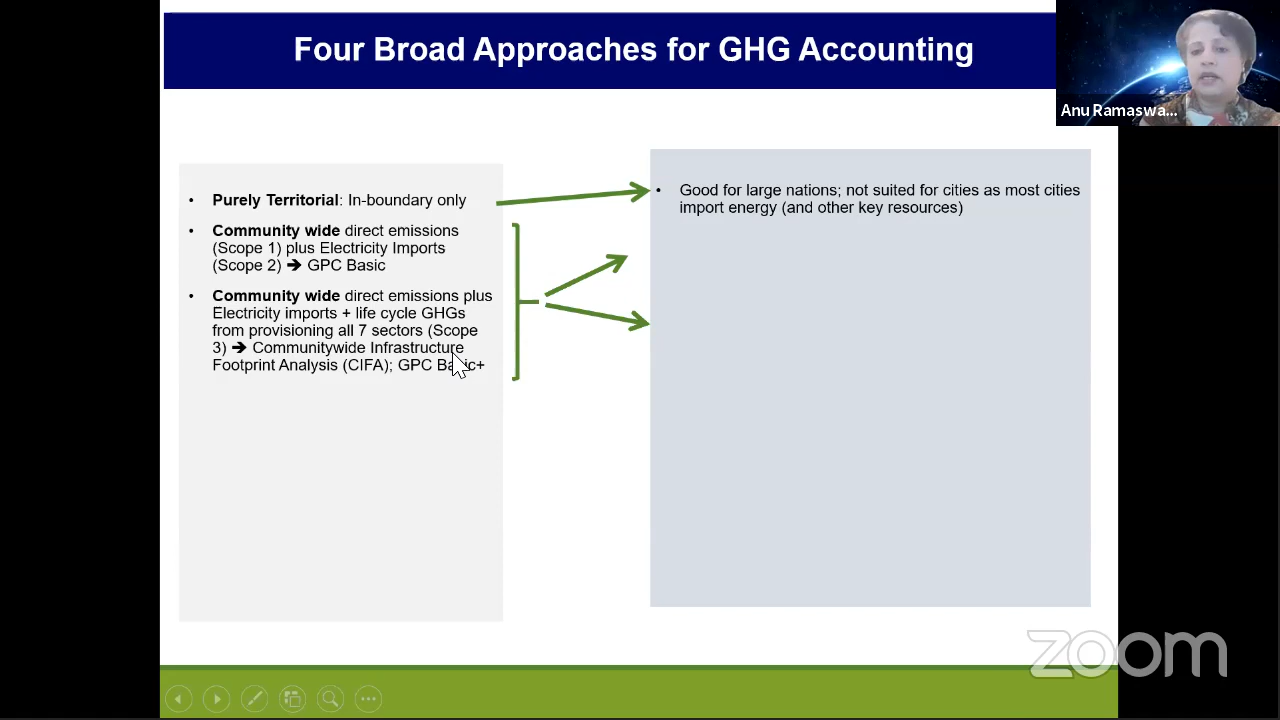 Four Broad Approaches for GHG Accounting
Anu Ramaswa...
• Purely Territorial: In-boundary only
• Community wide direct emissions
(Scope 1) plus Electricity Imports
(Scope 2) ➔ GPC Basic
• Community wide direct emissions plus
Electricity imports + life cycle GHGs
from provisioning all 7 sectors (Scope
3) ➔ Communitywide Infrastructure
Footprint Analysis (CIFA); GPC Basic+
• Good for large nations; not suited for cities as most cities
import energy (and other key resources)
zoom